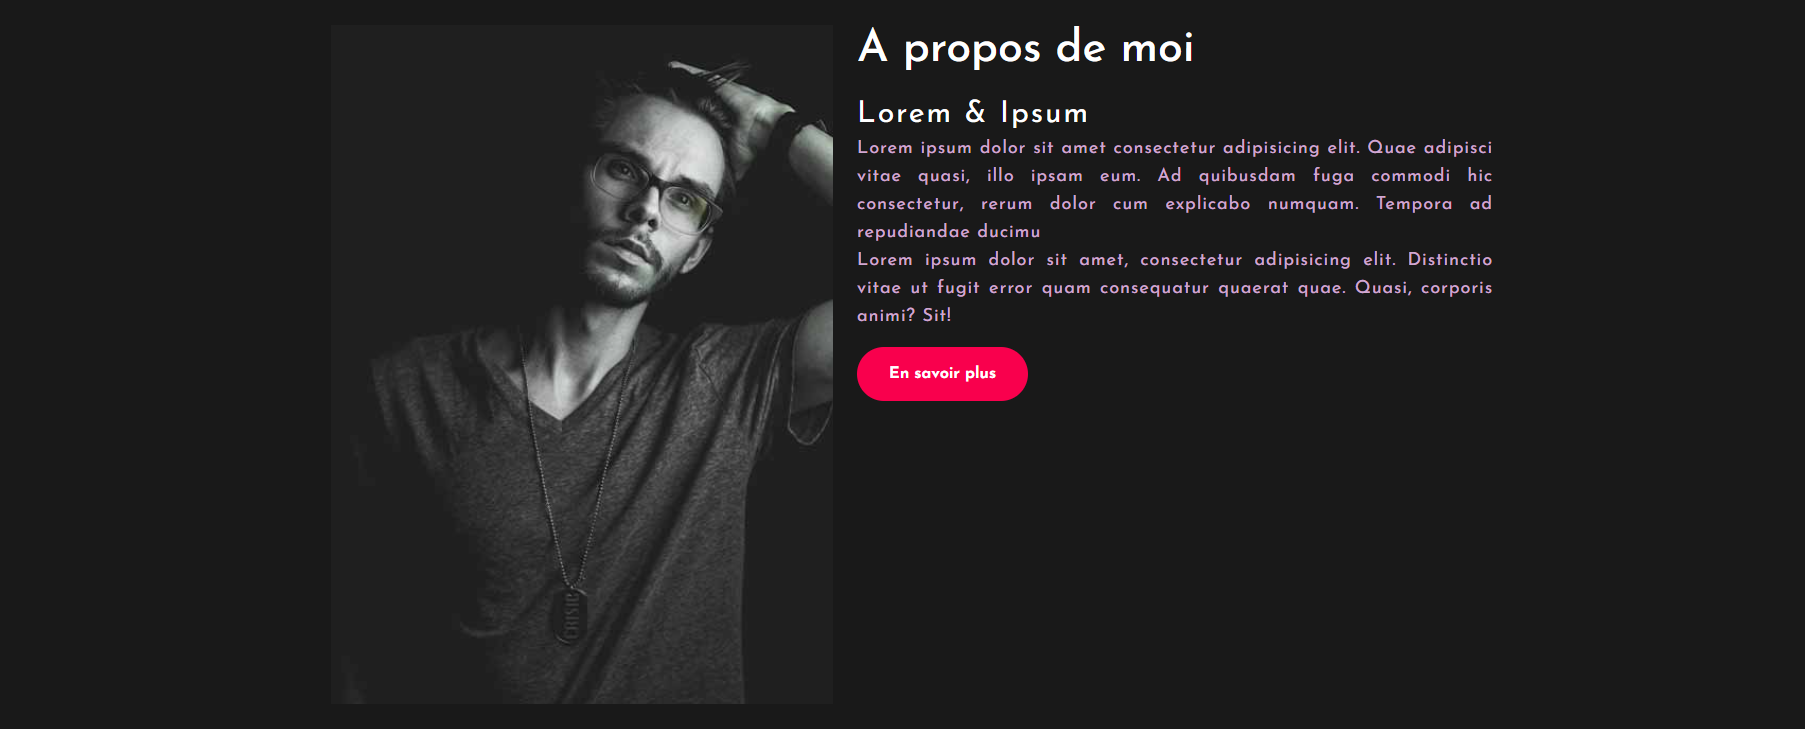 A propos de moi
Lorem & Ipsum
Lorem ipsum dolor sit amet consectetur adipisicing elit. Quae adipisci
vitae quasi, illo ipsam eum. Ad quibusdam fuga commodi hic
consectetur, rerum dolor cum explicabo numquam. Tempora ad
repudiandae ducimu
Lorem ipsum dolor sit amet, consectetur adipisicing elit. Distinctio
vitae ut fugit error quam consequatur quaerat quae. Quasi, corporis
animi? Sit!
En savoir plus
CRISIC